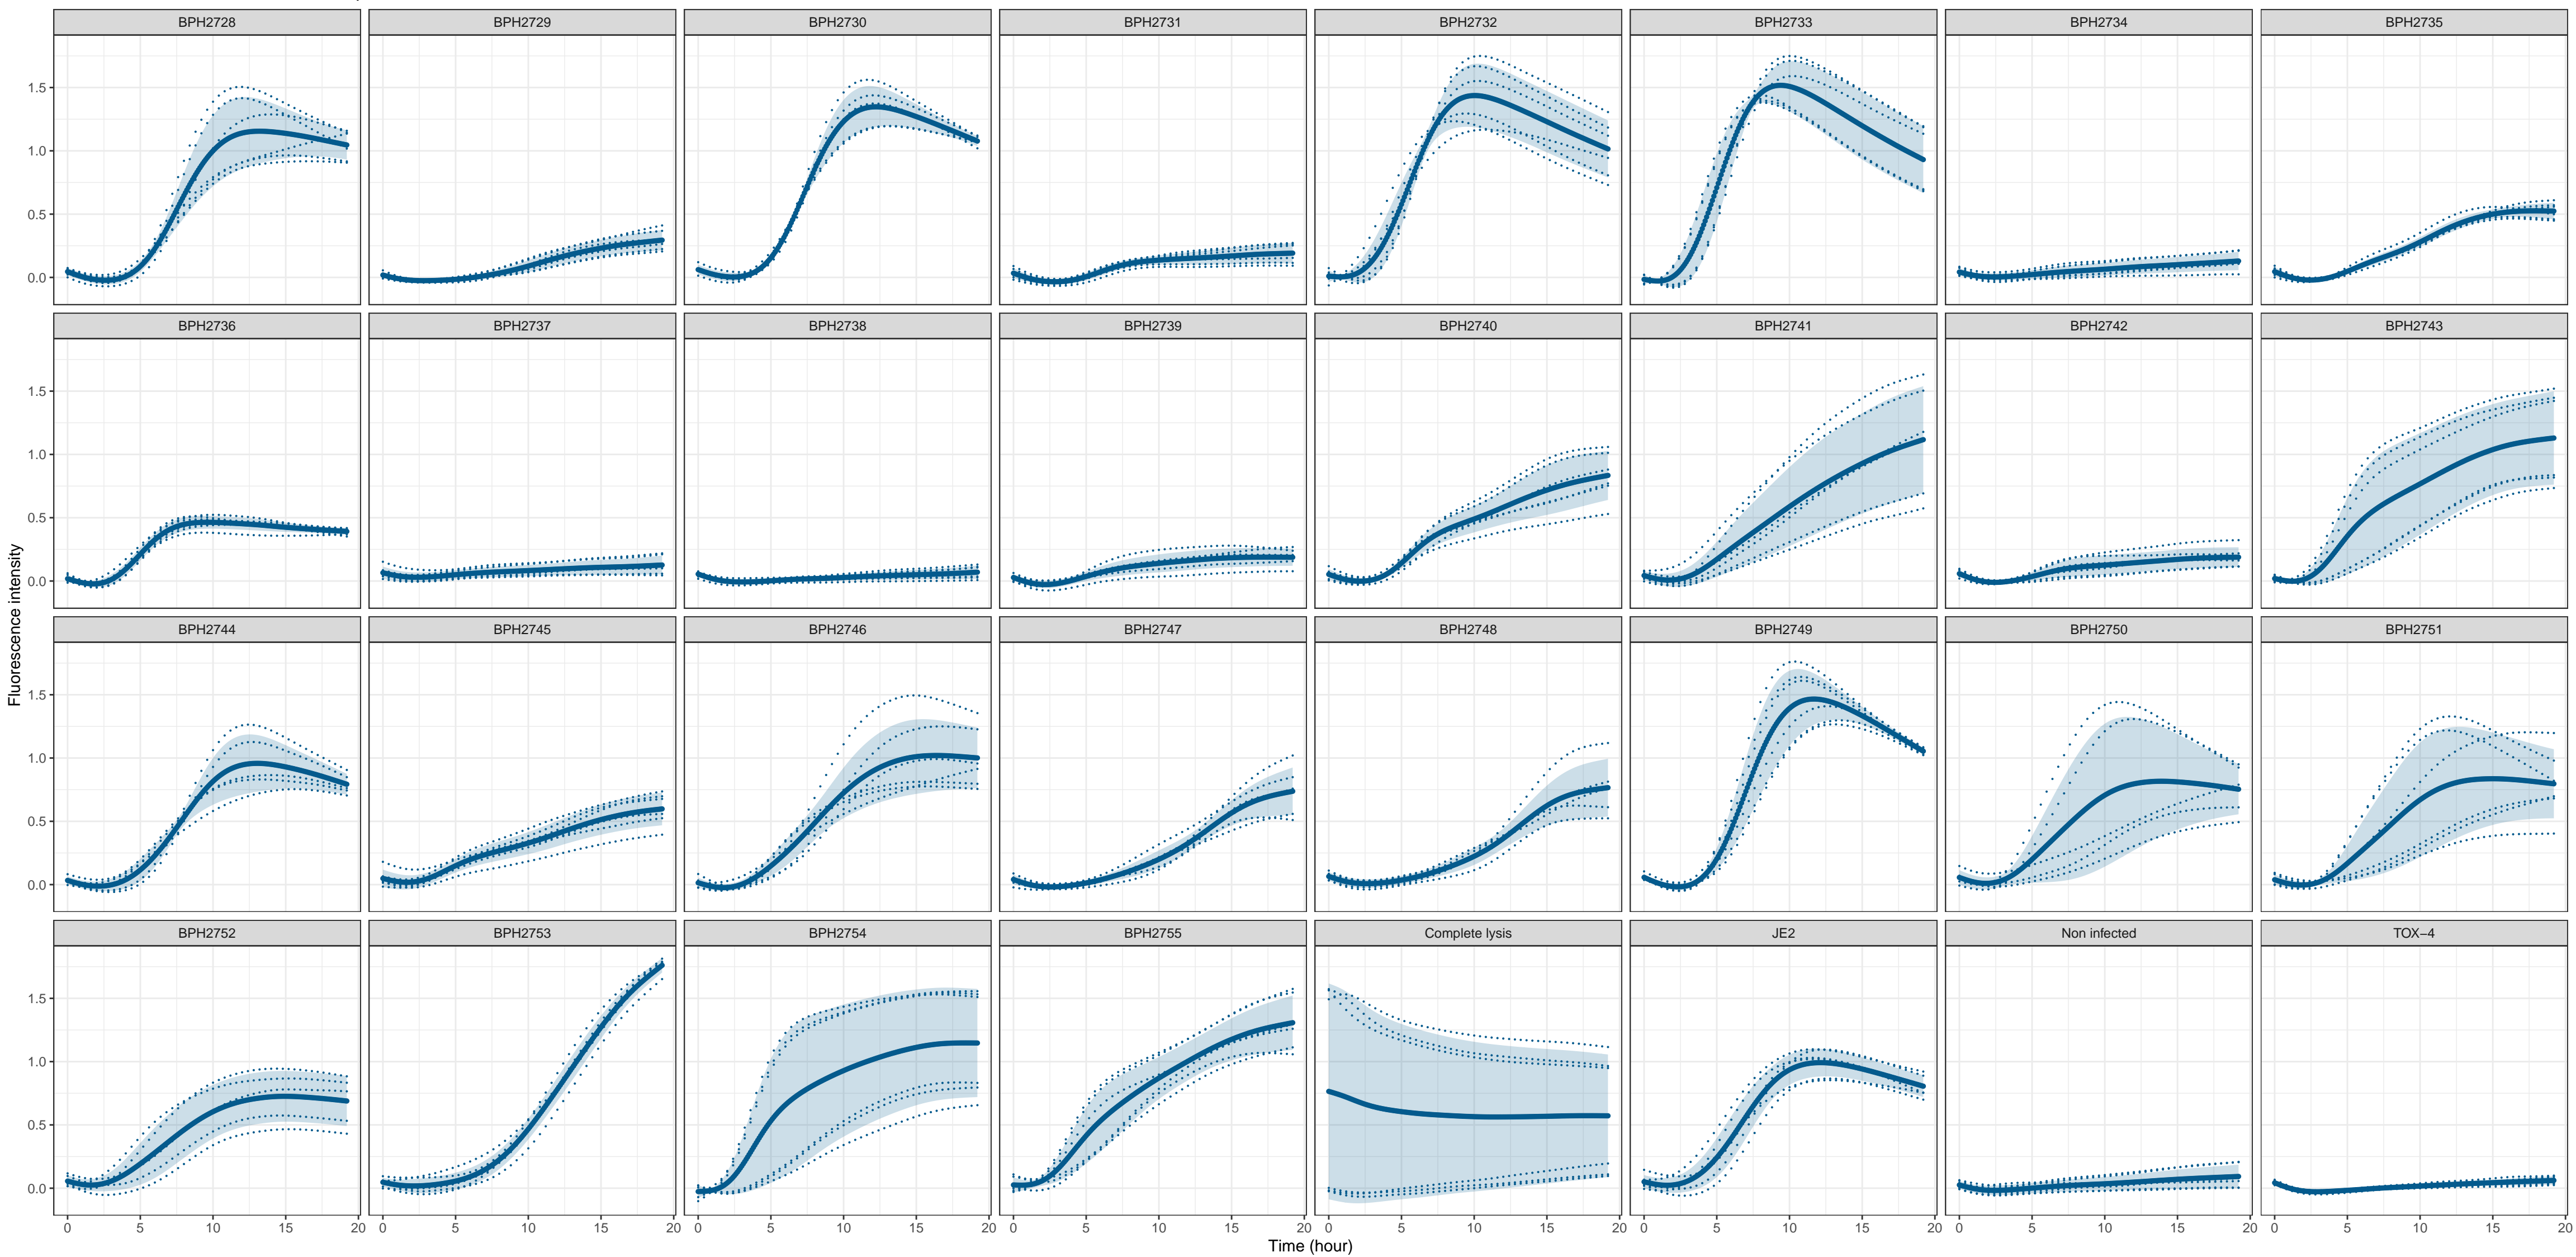 BPH2728 BPH2729 BPH2730 BPH2731 BPH2732 BPH2733 BPH2734 BPH2735
1.5
1.0
0.5
0.0
BPH2736 BPH2737 BPH2738 BPH2739 BPH2740 BPH2741 BPH2742 BPH2743
1.5
1.0
0.5
0.0
Fluorescence intensity
BPH2744 BPH2745 BPH2746 BPH2747 BPH2748 BPH2749 BPH2750 BPH2751
1.5
1.0
0.5
0.0
BPH2752 BPH2753 BPH2754 BPH2755 Complete lysis JE2 Non infected TOX−4
1.5
1.0
0.5
0.0
0 5 10 15 20 0 5 10 15 20 0 5 10 15 20 0 5 10 15 20 0 5 10 15 20 0 5 10 15 20 0 5 10 15 20 0 5 10 15 20
Time (hour)